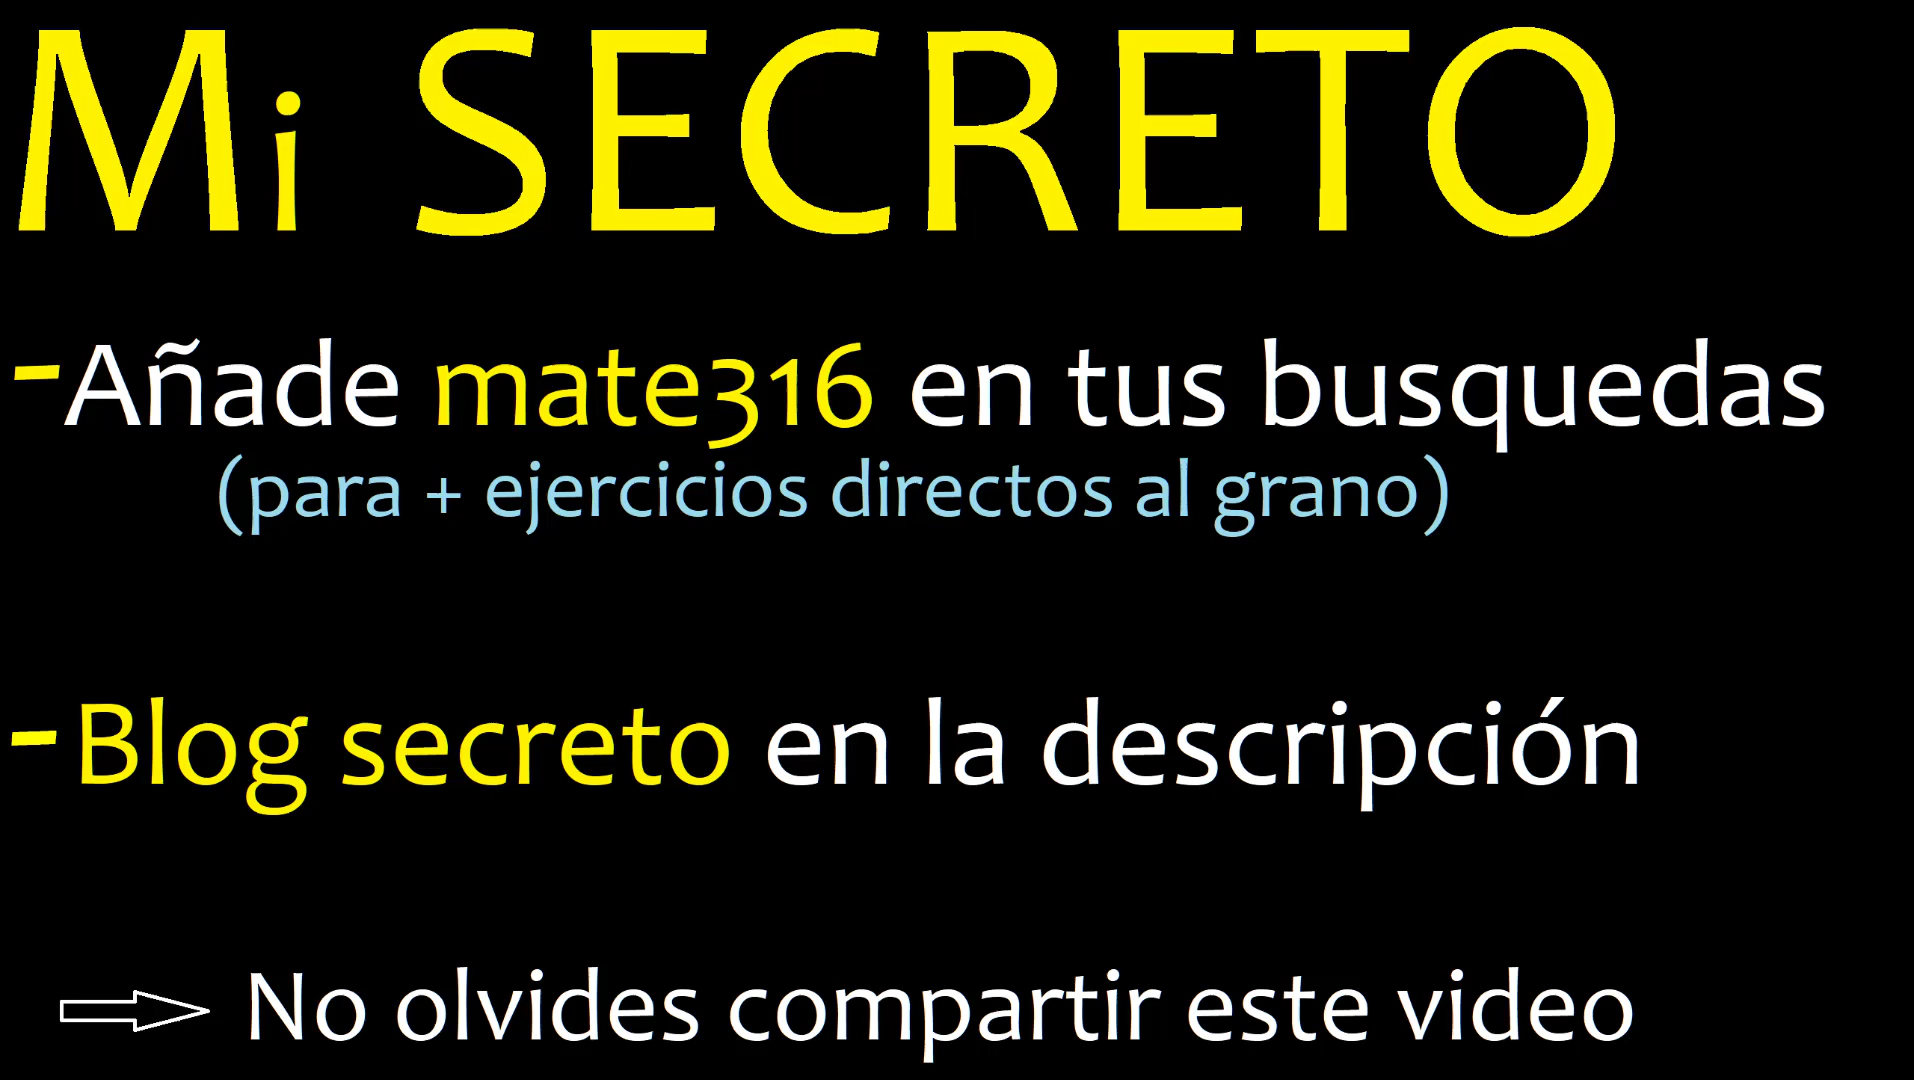 Mi SECRETO
-Añade mate316 en tus busquedas
(para + ejercicios directos al grano)
-Blog secreto en la descripción
No olvides compartir este video